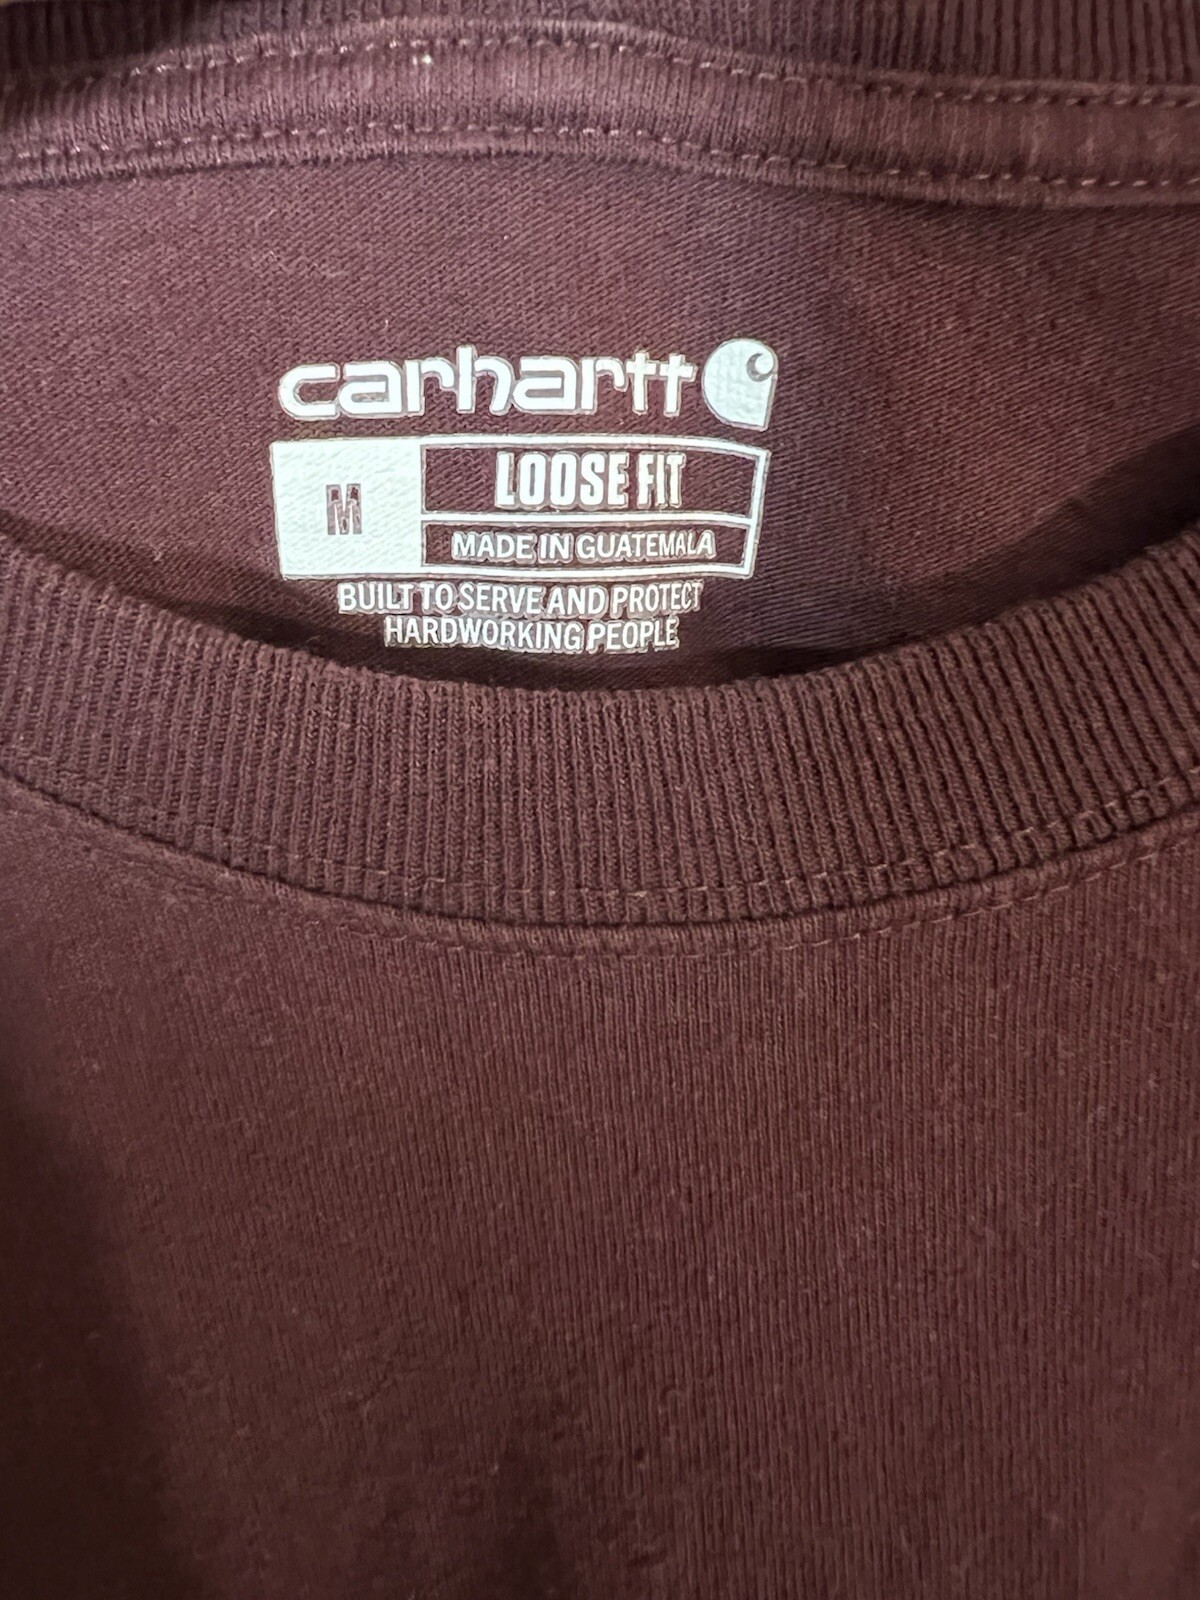 carhartt
M
LOOSE FIT
MADE IN GUATEMALA
BUILT TO SERVE AND PROTECT
HARDWORKING PEOPLE